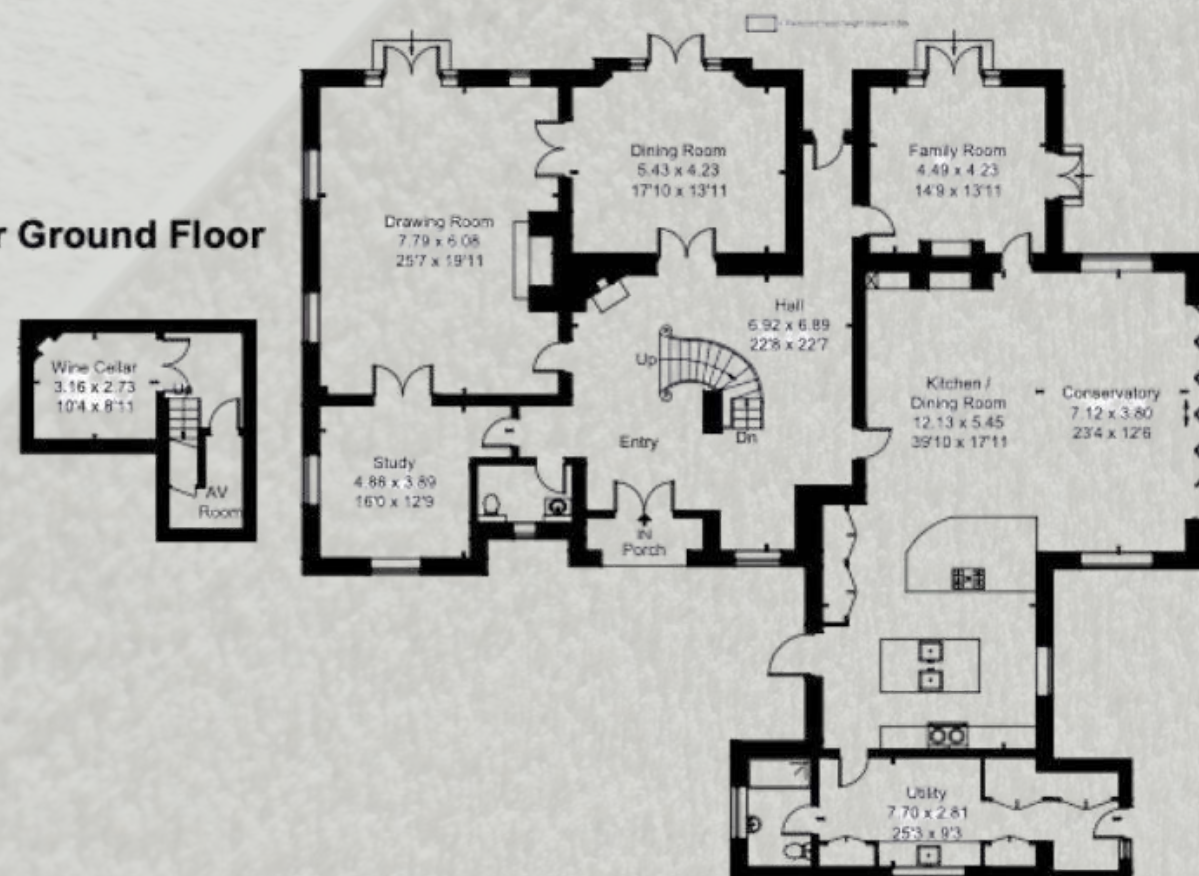 r Ground Floor
Wine Cellar
3.16 x 2.73
10'4 x 8'11
Up
AV
Room
Drawing Room
7.79 x 6.08
25'7 x 19'11
Dining Room
5.43 x 4.23
17'10 x 13'11
Family Room
4.49 x 4.23
14'9 x 13'11
Hall
6.92 x 6.89
22'8 x 22'7
Up
Dn
Entry
Kitchen /
Dining Room
12.13 x 5.45
39'10 x 17'11
Conservatory
7.12 x 3.80
23'4 x 12'6
Study
4.88 x 3.89
16'0 x 12'9
IN
Porch
Utility
7.70 x 2.81
25'3 x 9'3